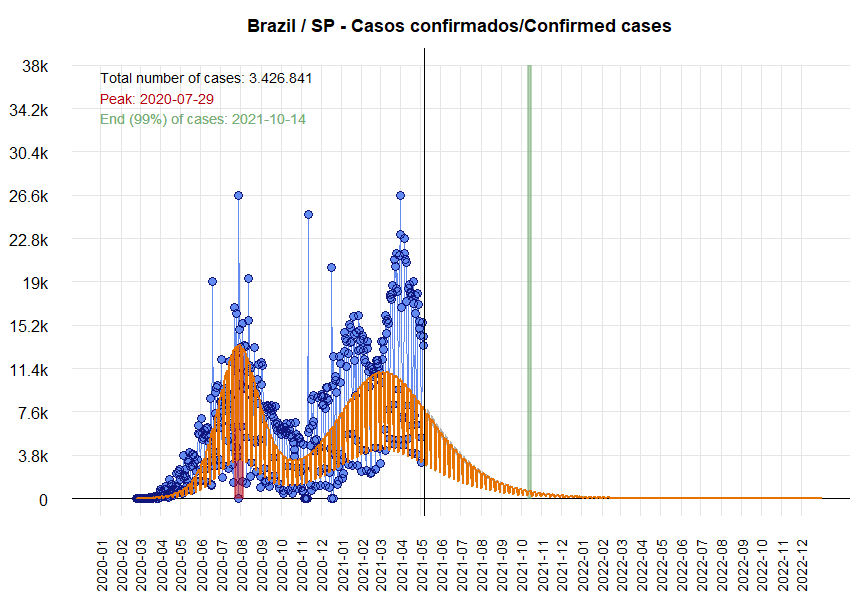 Brazil / SP - Casos confirmados/Confirmed cases
38k
Total number of cases: 3.426.841
Peak: 2020-07-29
End (99%) of cases: 2021-10-14
34.2k
30.4k
26.6k
22.8k
19k
15.2k
11.4k
7.6k
3.8k
0
2020-01
2020-02
2020-03
2020-04
2020-05
2020-06
2020-07
2020-08
2020-09
2020-10
2020-11
2020-12
2021-01
2021-02
2021-03
2021-04
2021-05
2021-06
2021-07
2021-08
2021-09
2021-10
2021-11
2021-12
2022-01
2022-02
2022-03
2022-04
2022-05
2022-06
2022-07
2022-08
2022-09
2022-10
2022-11
2022-12